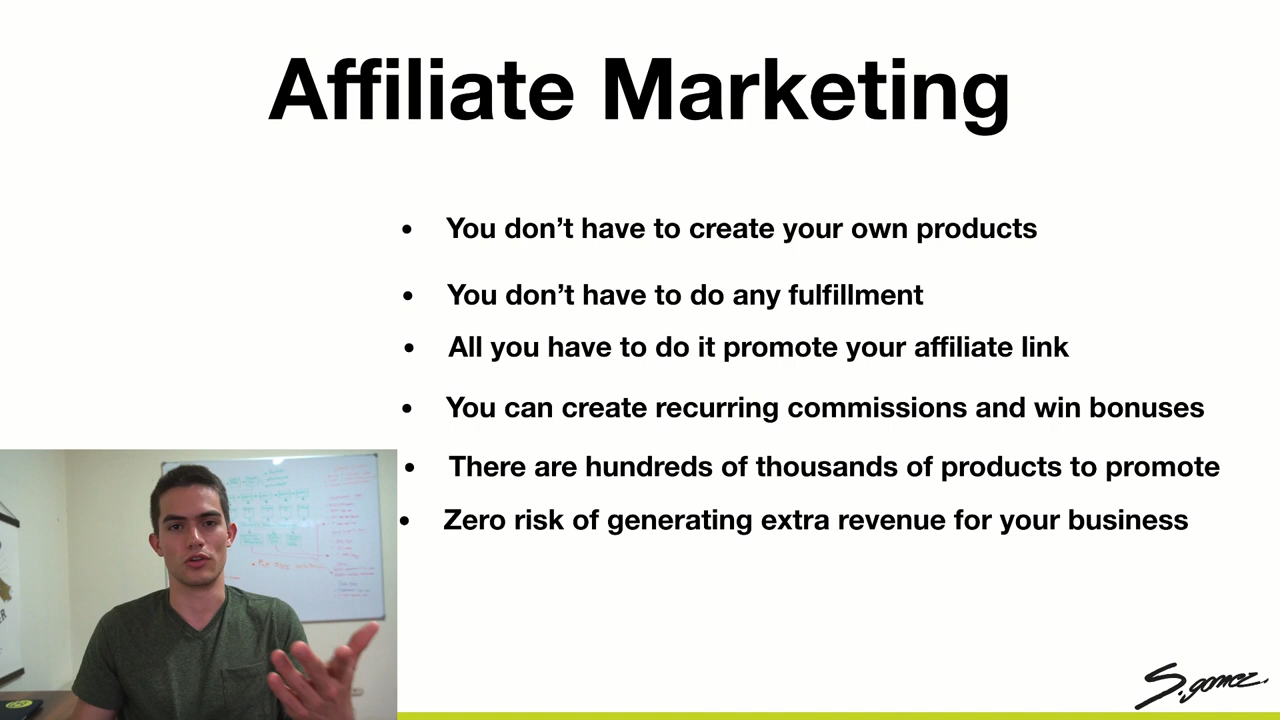 Affiliate Marketing
• You don’t have to create your own products
• You don’t have to do any fulfillment
• All you have to do it promote your affiliate link
• You can create recurring commissions and win bonuses
• There are hundreds of thousands of products to promote
• Zero risk of generating extra revenue for your business
S.gomez.